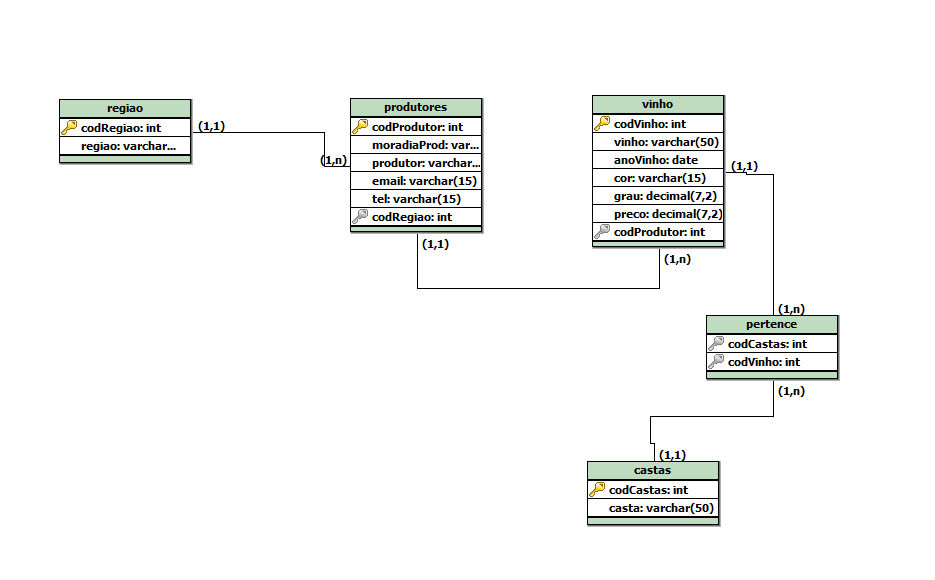 regiao
codRegiao: int
regiao: varchar...
(1,1)
(1,n)
produtores
codProdutor: int
moradiaProd: var...
produtor: varchar...
email: varchar(15)
tel: varchar(15)
codRegiao: int
(1,1)
vinho
codVinho: int
vinho: varchar(50)
anoVinho: date
cor: varchar(15)
grau: decimal(7,2)
preco: decimal(7,2)
codProdutor: int
(1,1)
(1,n)
(1,n)
pertence
codCastas: int
codVinho: int
(1,n)
(1,1)
castas
codCastas: int
casta: varchar(50)